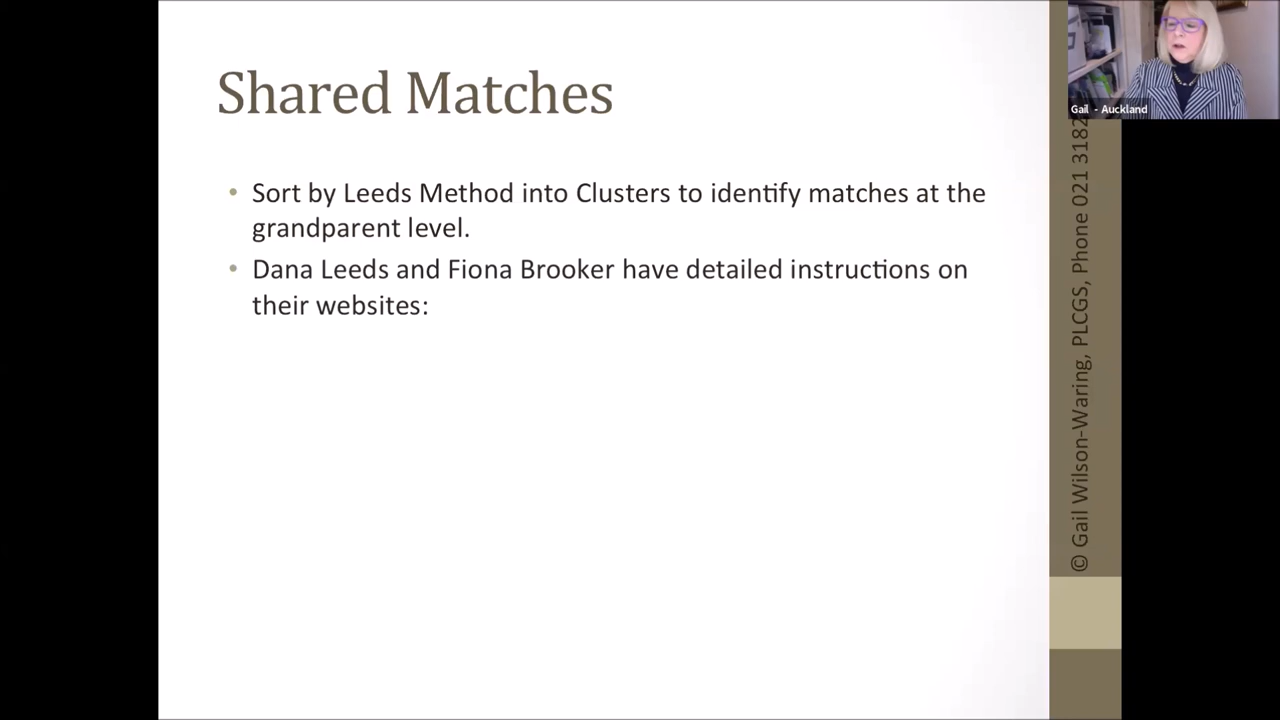 Shared Matches
• Sort by Leeds Method into Clusters to identify matches at the
grandparent level.
• Dana Leeds and Fiona Brooker have detailed instructions on
their websites:
Gail - Auckland
© Gail Wilson-Waring, PLCGS, Phone 021 3182